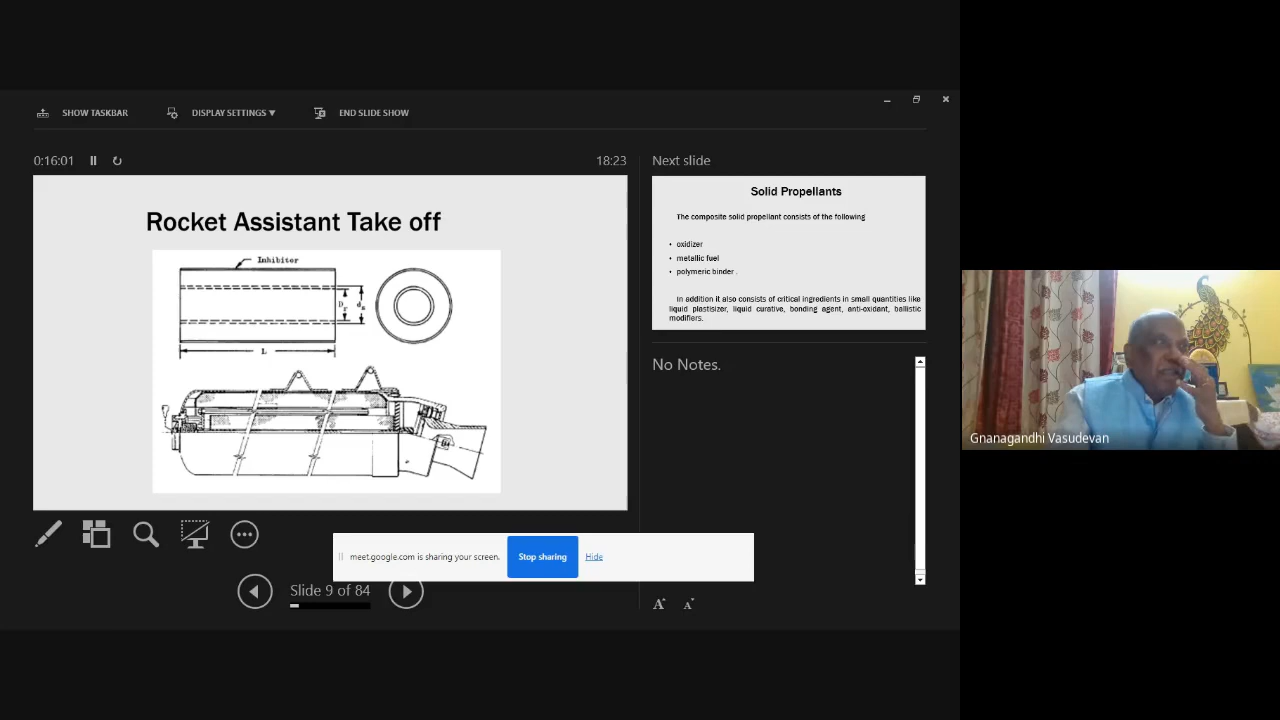 SHOW TASKBAR
DISPLAY SETTINGS ▼
END SLIDE SHOW
0:16:01
18:23
Next slide
Rocket Assistant Take off
Inhibiter
L
Solid Propellants
The composite solid propellant consists of the following
• oxidizer
• metallic fuel
• polymeric binder .
In addition it also consists of critical ingredients in small quantities like
liquid plastisizer, liquid curative, bonding agent, anti-oxidant, ballistic
modifiers.
No Notes.
Gnanagandhi Vasudevan
meet.google.com is sharing your screen.
Stop sharing
Hide
Slide 9 of 84
A
A